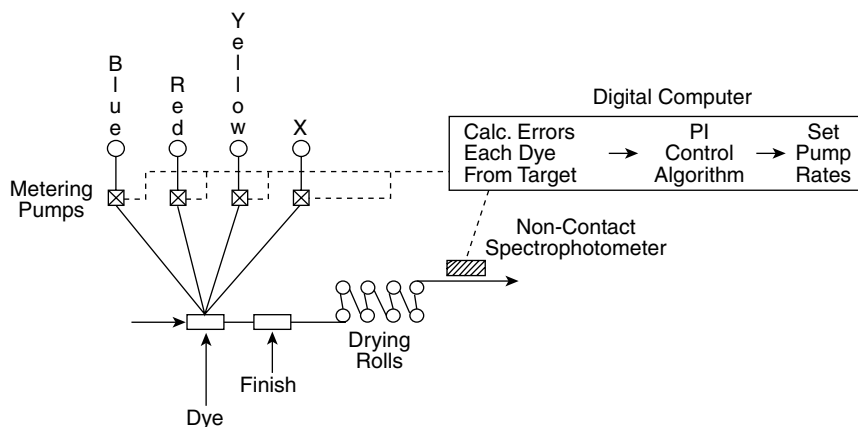 Blue
Red
Yellow
X
Metering
Pumps
Digital Computer
Calc. Errors
Each Dye
From Target
PI
Control
Algorithm
Set
Pump
Rates
Non-Contact
Spectrophotometer
Drying
Rolls
Finish
Dye